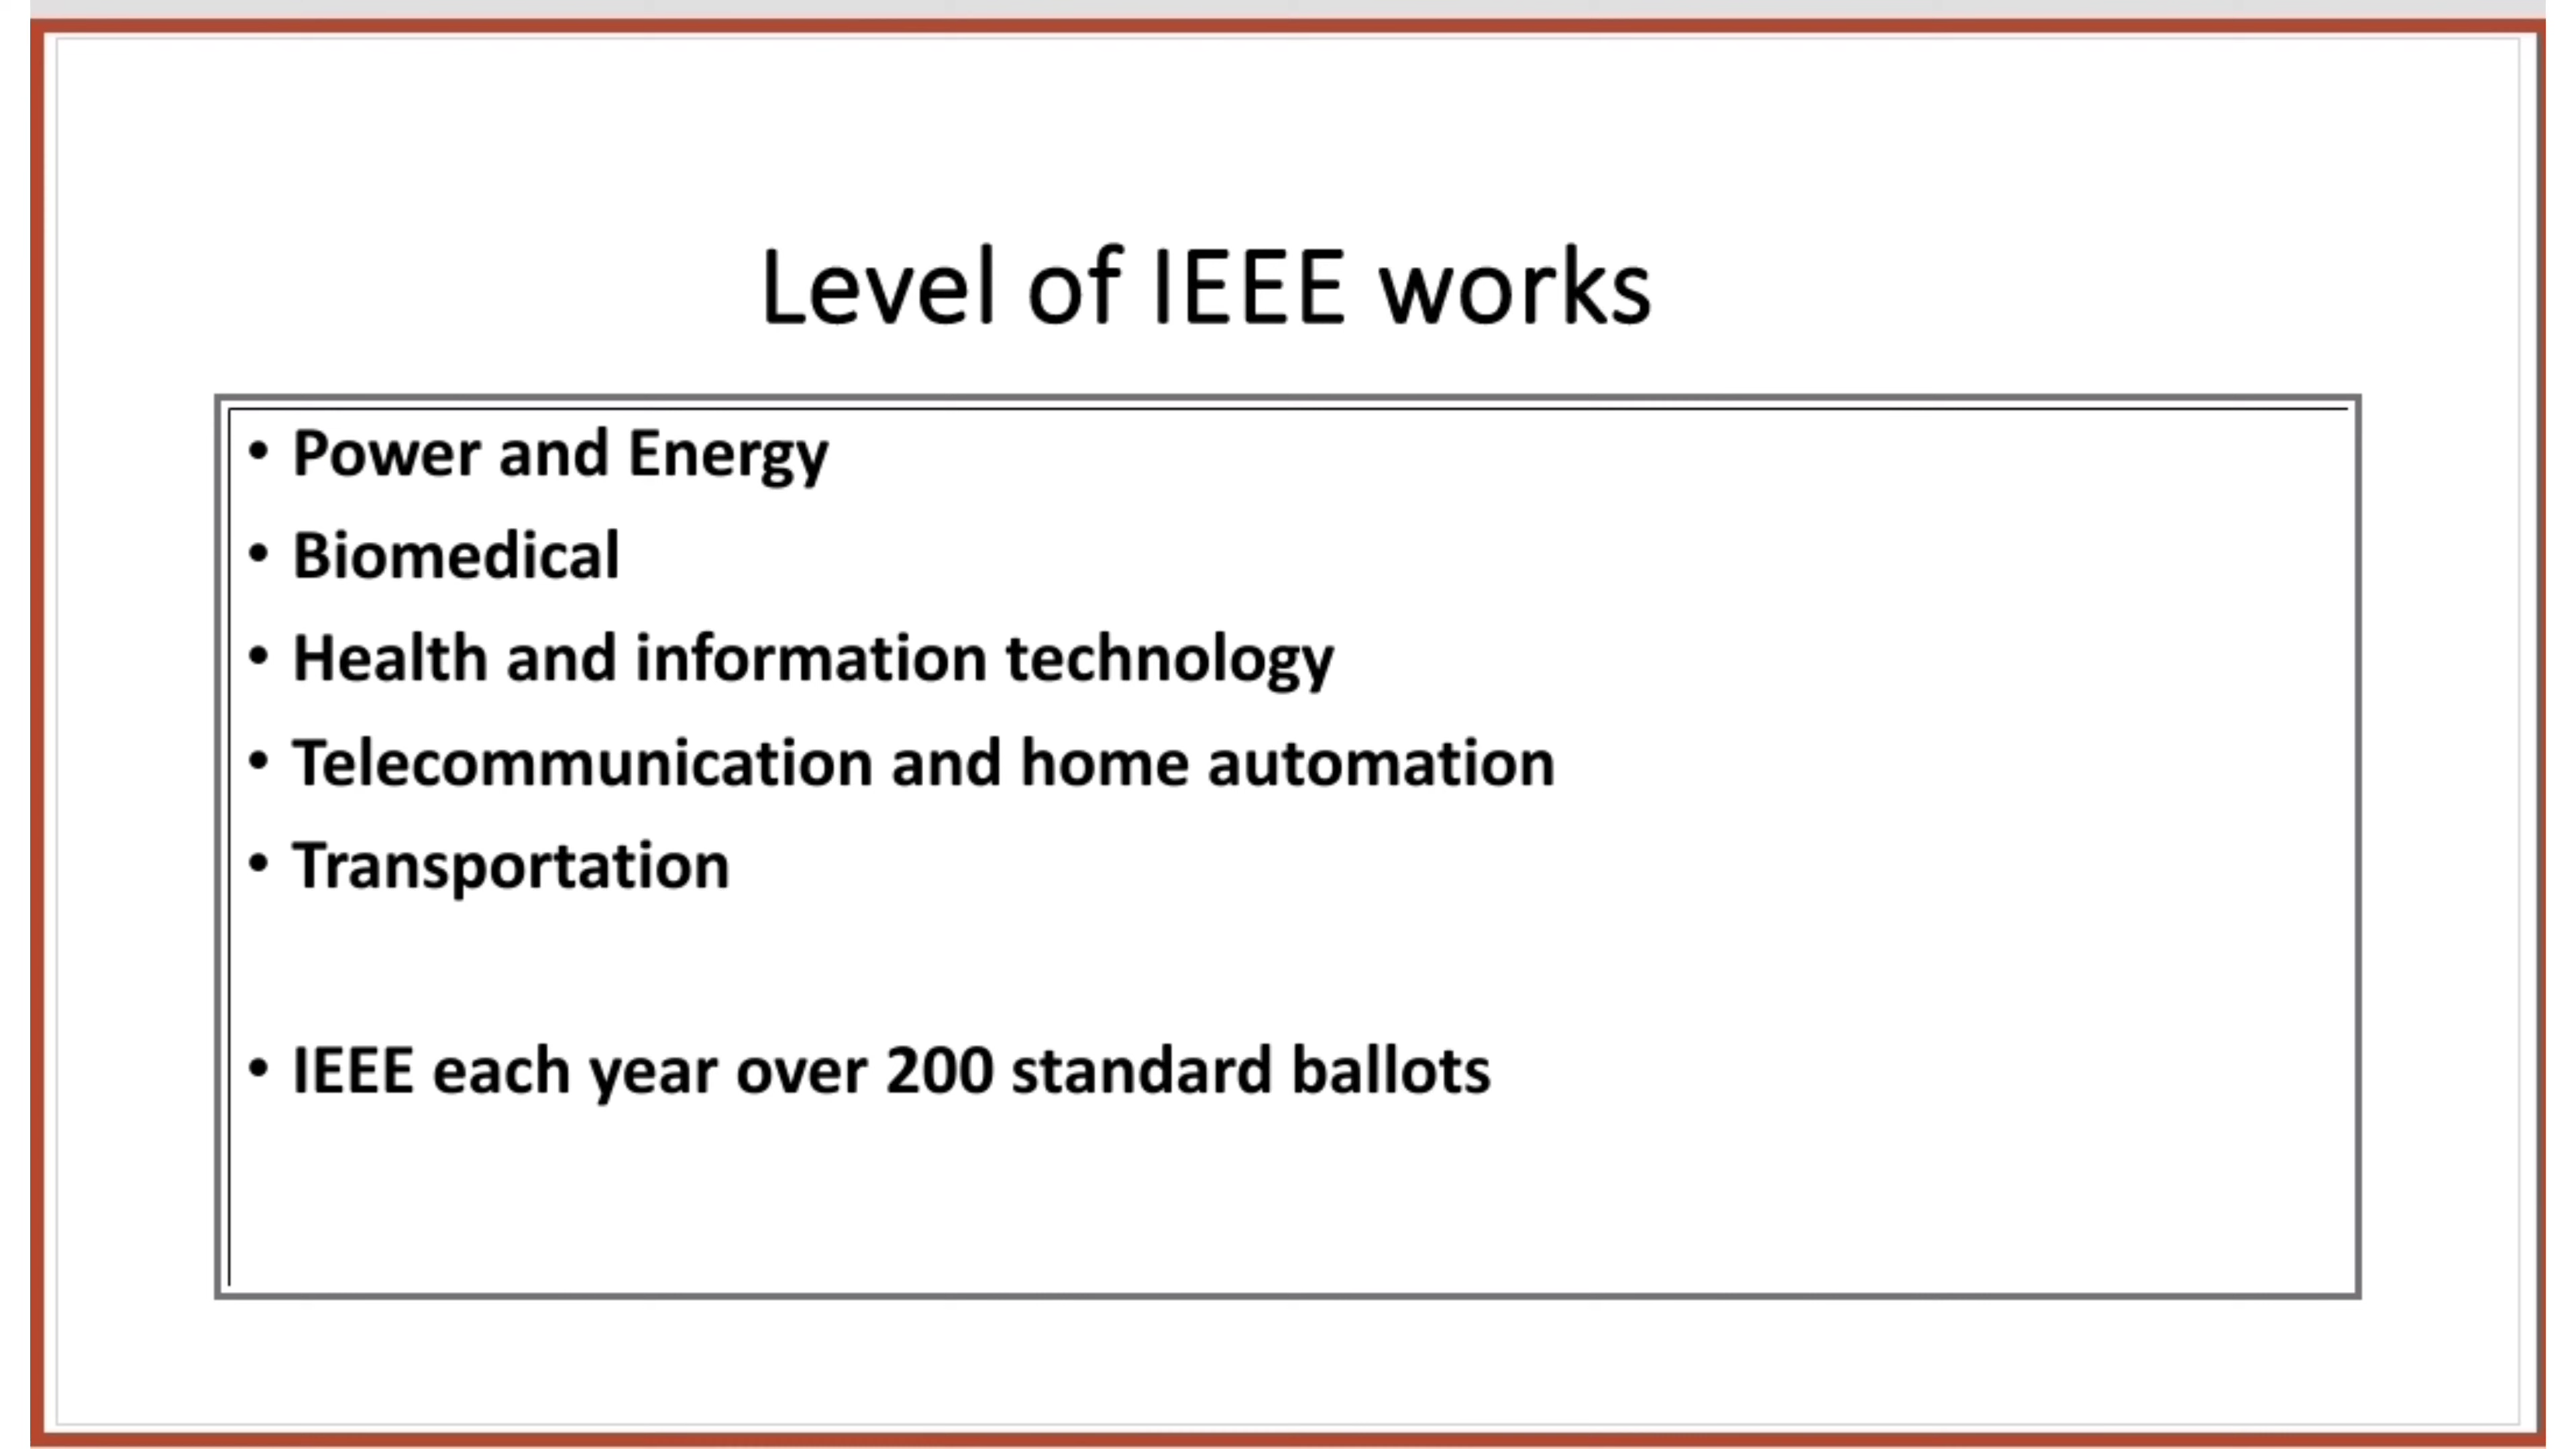 Level of IEEE works
• Power and Energy
• Biomedical
• Health and information technology
• Telecommunication and home automation
• Transportation
• IEEE each year over 200 standard ballots